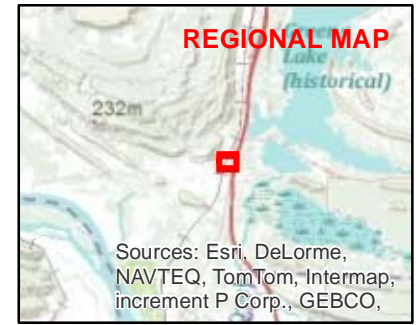 REGIONAL MAP
Lake
(historical)
232m
Sources: Esri, DeLorme,
NAVTEQ, TomTom, Intermap,
increment P Corp., GEBCO,